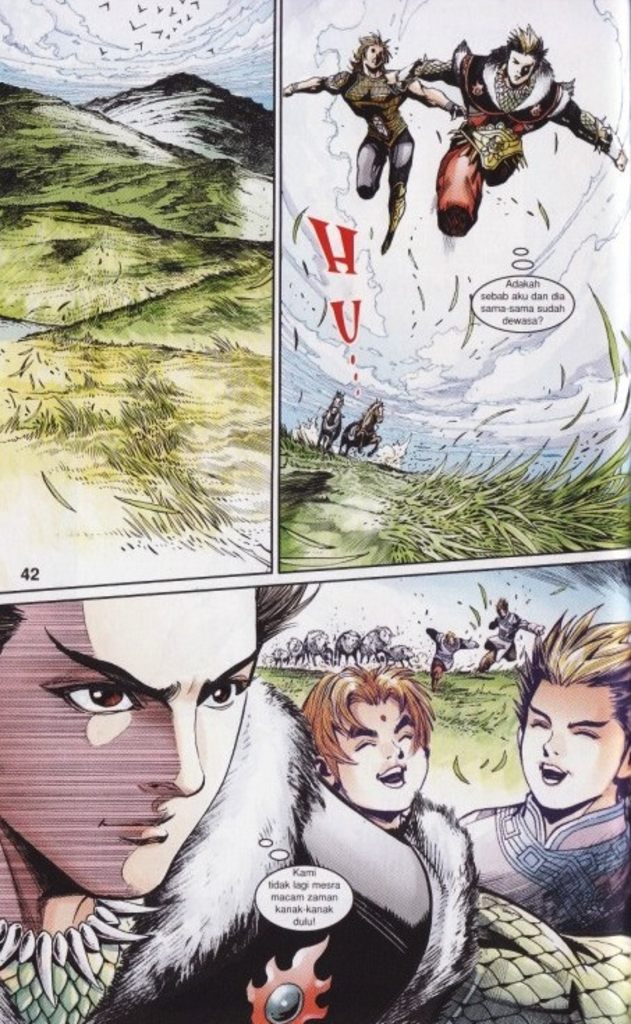 H
U...
Adakah
sebab aku dan dia
sama-sama sudah
dewasa?
42
Kami
tidak lagi mesra
macam zaman
kanak-kanak
dulu!